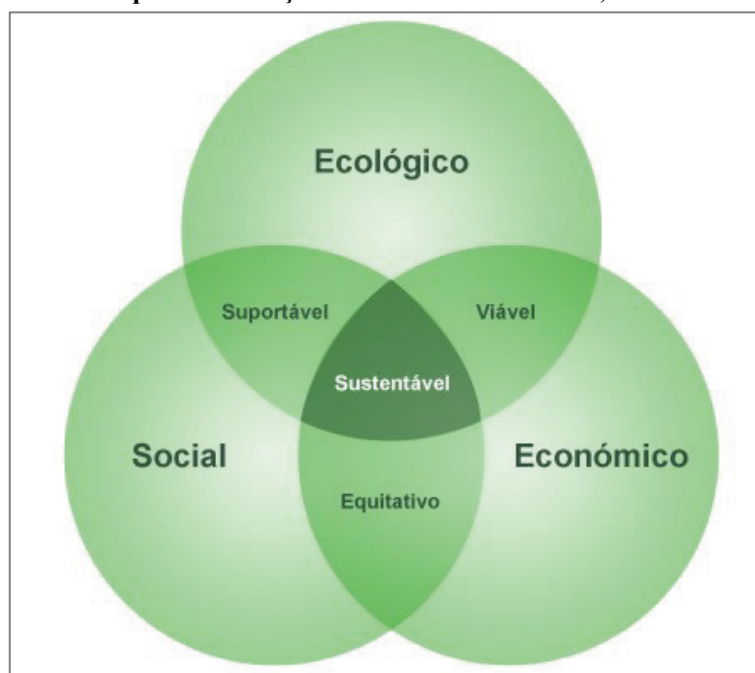 Ecológico
Suportável
Viável
Sustentável
Social
Económico
Equitativo